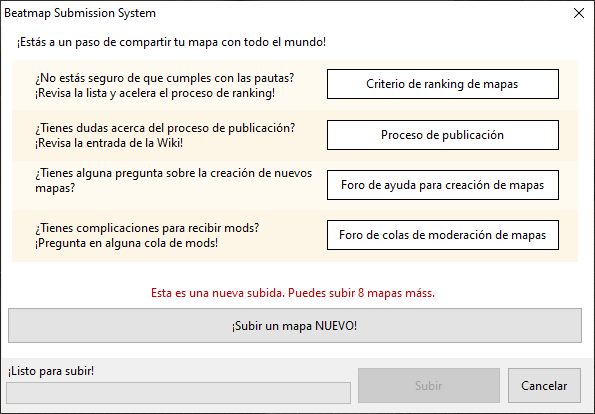 Beatmap Submission System
¡Estás a un paso de compartir tu mapa con todo el mundo!
¿No estás seguro de que cumples con las pautas?
¡Revisa la lista y acelera el proceso de ranking!
Criterio de ranking de mapas
¿Tienes dudas acerca del proceso de publicación?
¡Revisa la entrada de la Wiki!
Proceso de publicación
¿Tienes alguna pregunta sobre la creación de nuevos
mapas?
Foro de ayuda para creación de mapas
¿Tienes complicaciones para recibir mods?
¡Pregunta en alguna cola de mods!
Foro de colas de moderación de mapas
Esta es una nueva subida. Puedes subir 8 mapas máss.
¡Subir un mapa NUEVO!
¡Listo para subir!
Subir
Cancelar